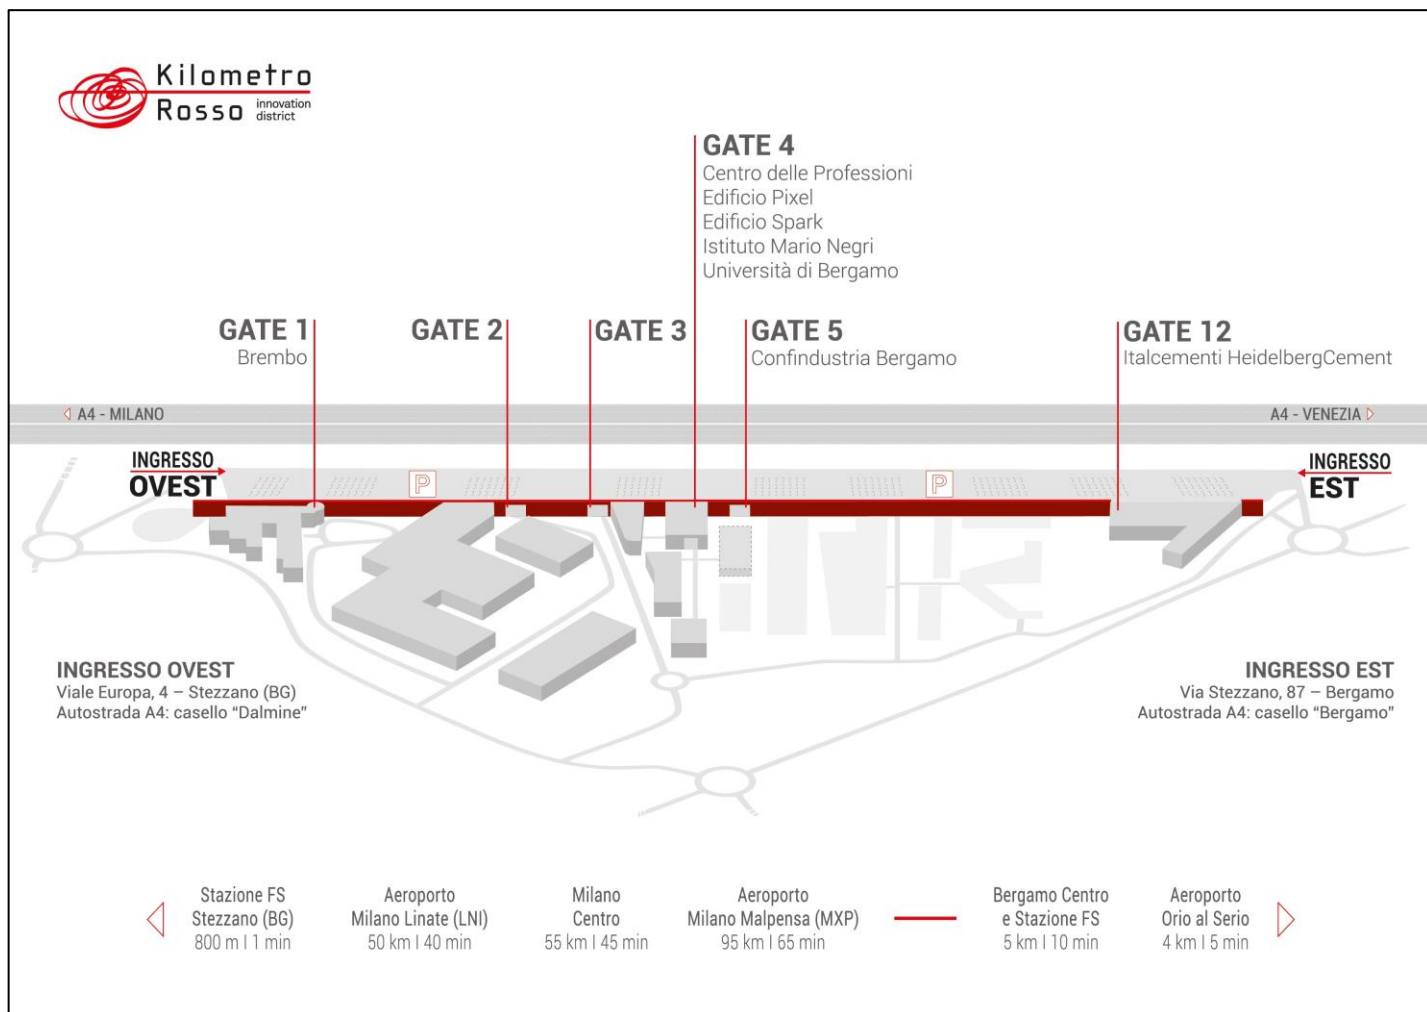 Kilometro
Rosso innovation
district
GATE 4
Centro delle Professioni
Edificio Pixel
Edificio Spark
Istituto Mario Negri
Università di Bergamo
GATE 1
Brembo
GATE 2
GATE 3
GATE 5
Confindustria Bergamo
GATE 12
Italcementi HeidelbergCement
A4 - MILANO
A4 - VENEZIA
INGRESSO
OVEST
P
P
INGRESSO
EST
INGRESSO OVEST
Viale Europa, 4 – Stezzano (BG)
Autostrada A4: casello “Dalmine”
INGRESSO EST
Via Stezzano, 87 – Bergamo
Autostrada A4: casello “Bergamo”
Stazione FS
Stezzano (BG)
800 m I 1 min
Aeroporto
Milano Linate (LNI)
50 km I 40 min
Milano
Centro
55 km I 45 min
Aeroporto
Milano Malpensa (MXP)
95 km I 65 min
Bergamo Centro
e Stazione FS
5 km I 10 min
Aeroporto
Orio al Serio
4 km I 5 min